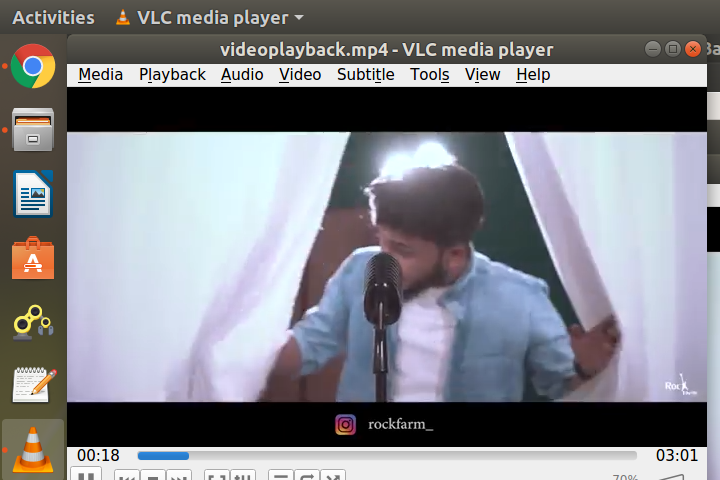 Activities VLC media player
videoplayback.mp4 - VLC media player
Media Playback Audio Video Subtitle Tools View Help
Rock
rockfarm_
00:18 03:01
70%